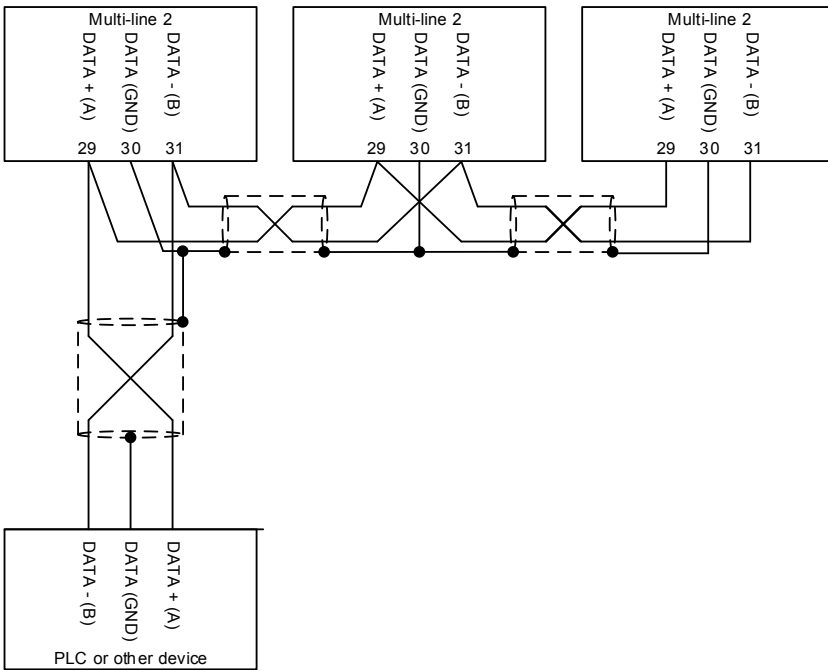 Multi-line 2
DATA + (A)
DATA (GND)
DATA - (B)
29 30 31
Multi-line 2
DATA + (A)
DATA (GND)
DATA - (B)
29 30 31
Multi-line 2
DATA + (A)
DATA (GND)
DATA - (B)
29 30 31
DATA - (B)
DATA (GND)
DATA + (A)
PLC or other device